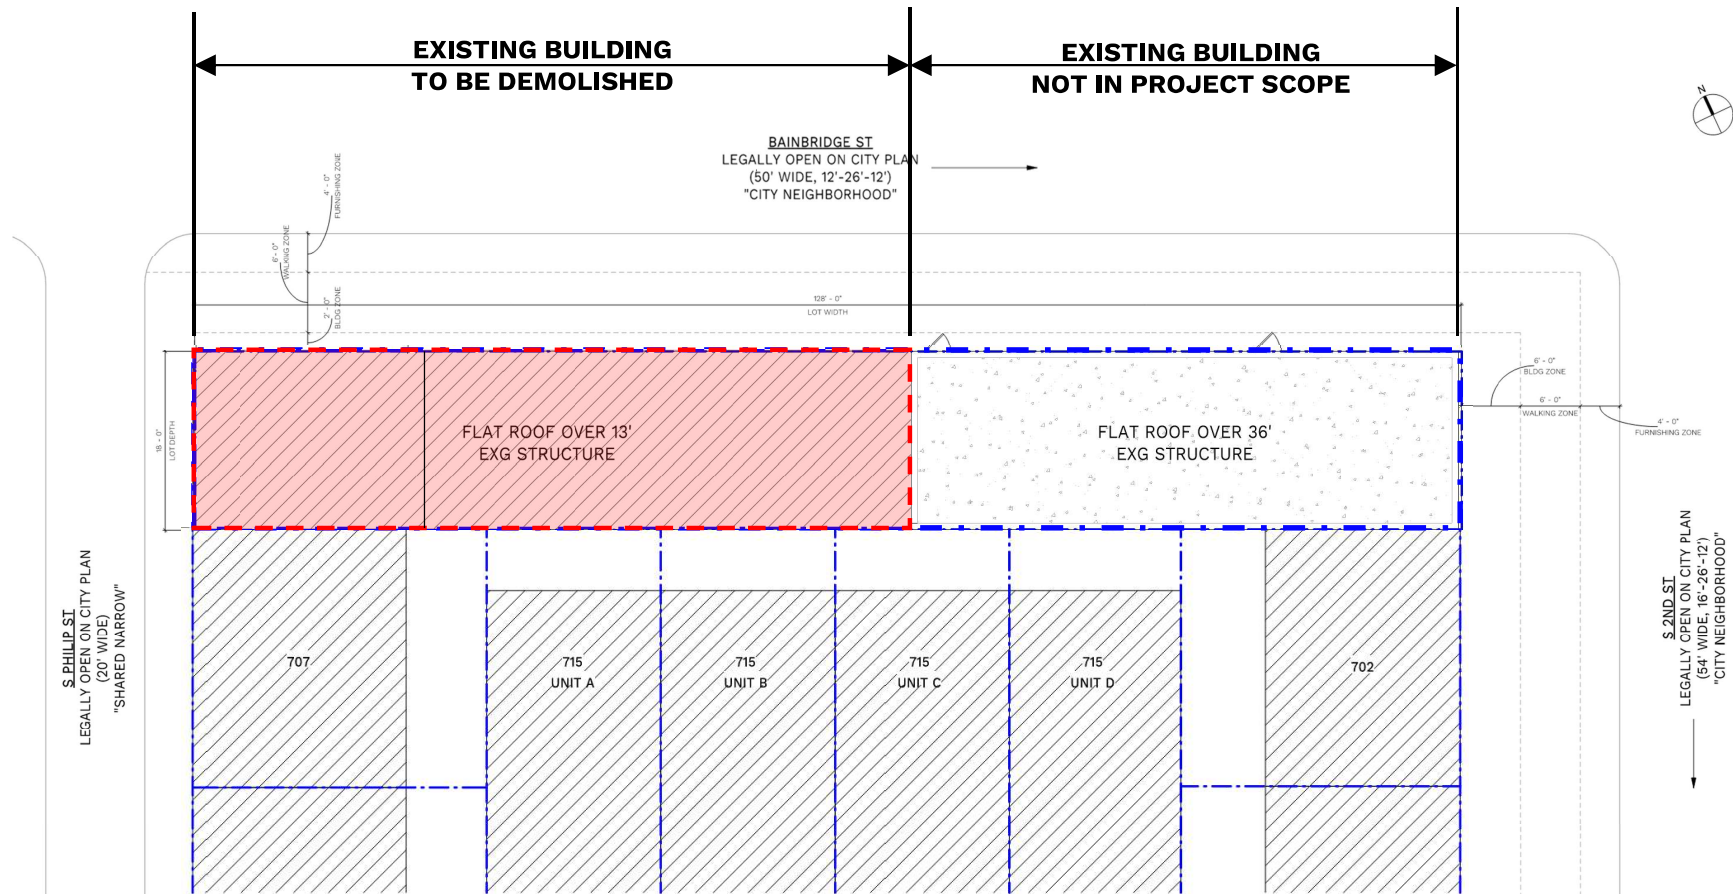 EXISTING BUILDING
TO BE DEMOLISHED
EXISTING BUILDING
NOT IN PROJECT SCOPE
N
BAINBRIDGE ST
LEGALLY OPEN ON CITY PLAN
(50' WIDE, 12'-26'-12')
"CITY NEIGHBORHOOD"
4' - 0"
FURNISHING ZONE
6' - 0"
WALKING ZONE
2' - 0"
BLDG ZONE
128' - 0"
LOT WIDTH
18' - 0"
LOT DEPTH
FLAT ROOF OVER 13'
EXG STRUCTURE
FLAT ROOF OVER 36'
EXG STRUCTURE
6' - 0"
BLDG ZONE
6' - 0"
WALKING ZONE
4' - 0"
FURNISHING ZONE
S PHILIP ST
LEGALLY OPEN ON CITY PLAN
(20' WIDE)
"SHARED NARROW"
707
715
UNIT A
715
UNIT B
715
UNIT C
715
UNIT D
702
S 2ND ST
LEGALLY OPEN ON CITY PLAN
(54' WIDE, 16'-26'-12')
"CITY NEIGHBORHOOD"